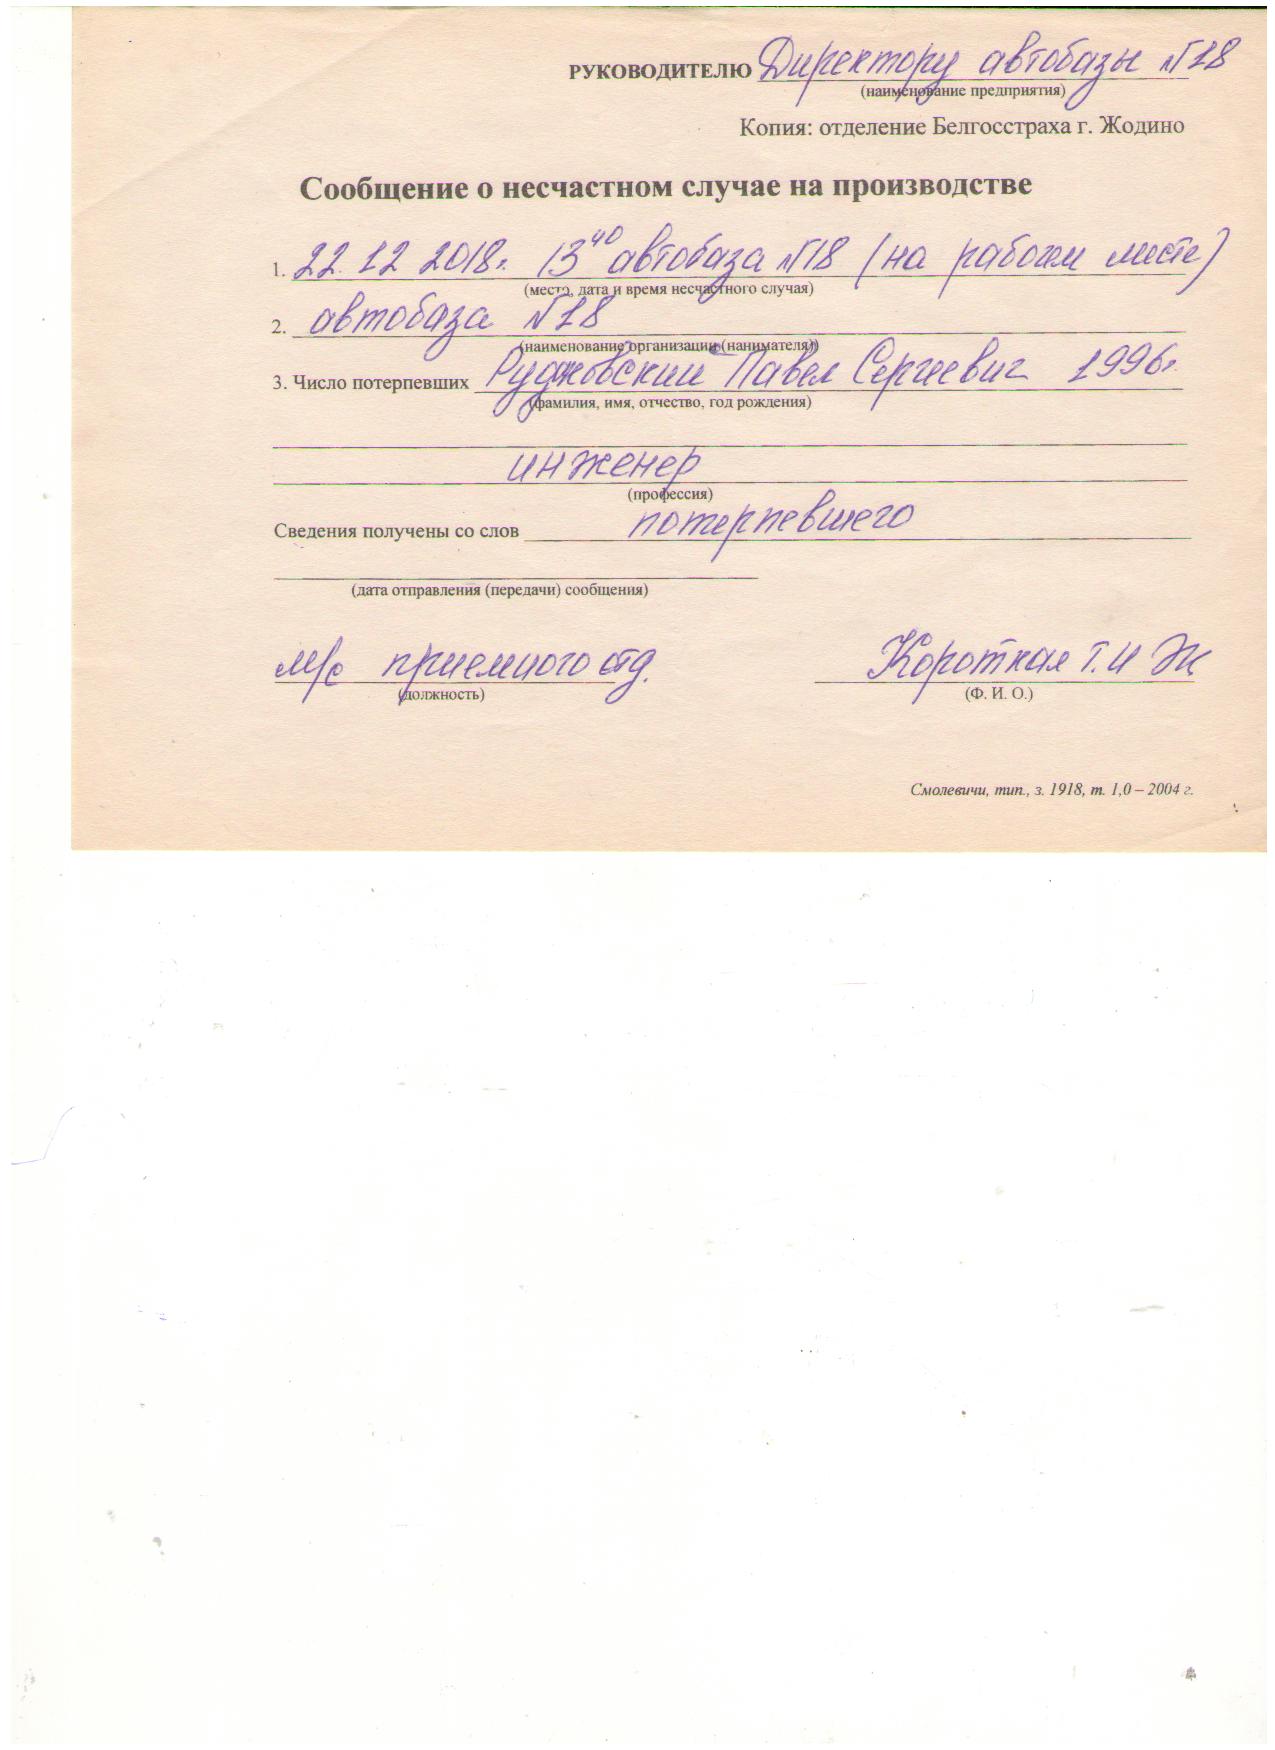 РУКОВОДИТЕЛЮ Директору автобазы №18
(наименование предприятия)
Копия: отделение Белгосстраха г. Жодино
Сообщение о несчастном случае на производстве
1. 22.12 2018г. 13 40 автобаза №18 (на рабочем месте)
(место, дата и время несчастного случая)
2. автобаза №18
(наименование организации (нанимателя))
3. Число потерпевших Павел Сергеевич 1996г.
(фамилия, имя, отчество, год рождения)
инженер
(профессия)
Сведения получены со слов потерпевшего
(дата отправления (передачи) сообщения)
м/с приемного отд. Короткая Т.И
(должность) (Ф. И. О.)
Смолевичи, тип., з. 1918, т. 1,0 – 2004 г.